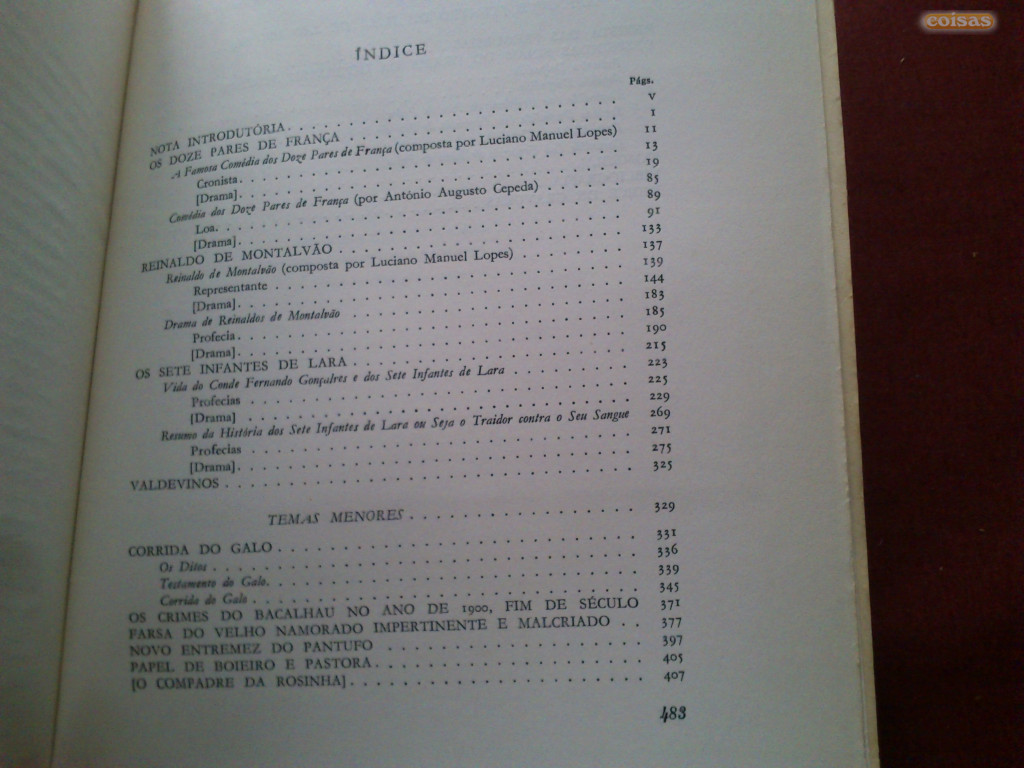 coisas
ÍNDICE
Págs.
NOTA INTRODUTÓRIA . . . . . . . . . . v
OS DOZE PARES DE FRANÇA . . . . . . . . . . 1
A Famosa Comédia dos Doze Pares de França (composta por Luciano Manuel Lopes) 11
Cronista . . . . . . . . . . 13
[Drama] . . . . . . . . . . 19
Comédia dos Doze Pares de França (por António Augusto Cepeda) . . . . . 85
Loa . . . . . . . . . . 89
[Drama] . . . . . . . . . . 91
REINALDO DE MONTALVÃO . . . . . . . . . . 133
Reinaldo de Montalvão (composta por Luciano Manuel Lopes) . . . . . . 137
Representante . . . . . . . . . . 139
[Drama] . . . . . . . . . . 144
Drama de Reinaldos de Montalvão . . . . . . . . . . 183
Profecia . . . . . . . . . . 185
[Drama] . . . . . . . . . . 190
OS SETE INFANTES DE LARA . . . . . . . . . . 215
Vida do Conde Fernando Gonçalves e dos Sete Infantes de Lara . . . . . . 223
Profecias . . . . . . . . . . 225
[Drama] . . . . . . . . . . 229
Resumo da História dos Sete Infantes de Lara ou Seja o Traidor contra o Seu Sangue 269
Profecias . . . . . . . . . . 271
[Drama] . . . . . . . . . . 275
VALDEVINOS . . . . . . . . . . 325
TEMAS MENORES . . . . . . . . . . 329
CORRIDA DO GALO . . . . . . . . . . 331
Os Ditos . . . . . . . . . . 336
Testamento do Galo . . . . . . . . . . 339
Corrida do Galo . . . . . . . . . . 345
OS CRIMES DO BACALHAU NO ANO DE 1900, FIM DE SÉCULO 371
FARSA DO VELHO NAMORADO IMPERTINENTE E MALCRIADO . . 377
NOVO ENTREMEZ DO PANTUFO . . . . . . . . . . 397
PAPEL DE BOIEIRO E PASTORA . . . . . . . . . . 405
[O COMPADRE DA ROSINHA] . . . . . . . . . . 407
483